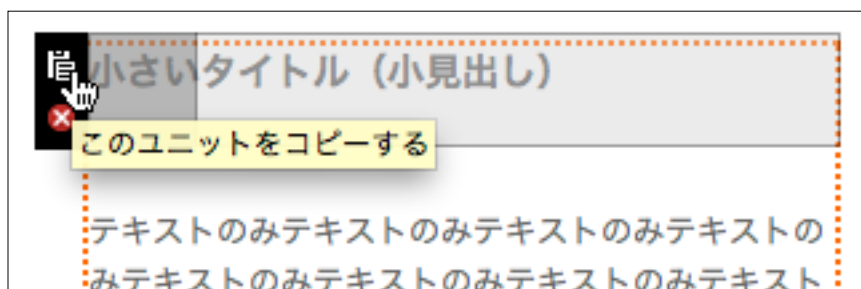 小さいタイトル（小見出し）
このユニットをコピーする
テキストのみテキストのみテキストのみテキストの
みテキストのみテキストのみテキストのみテキスト